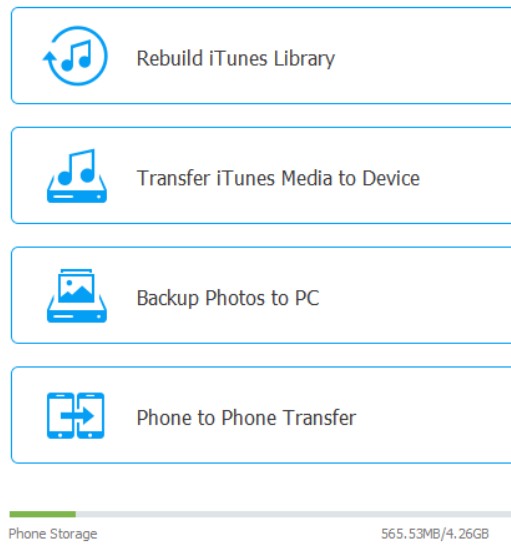 Rebuild iTunes Library
Transfer iTunes Media to Device
Backup Photos to PC
Phone to Phone Transfer
Phone Storage 565.53MB/4.26GB